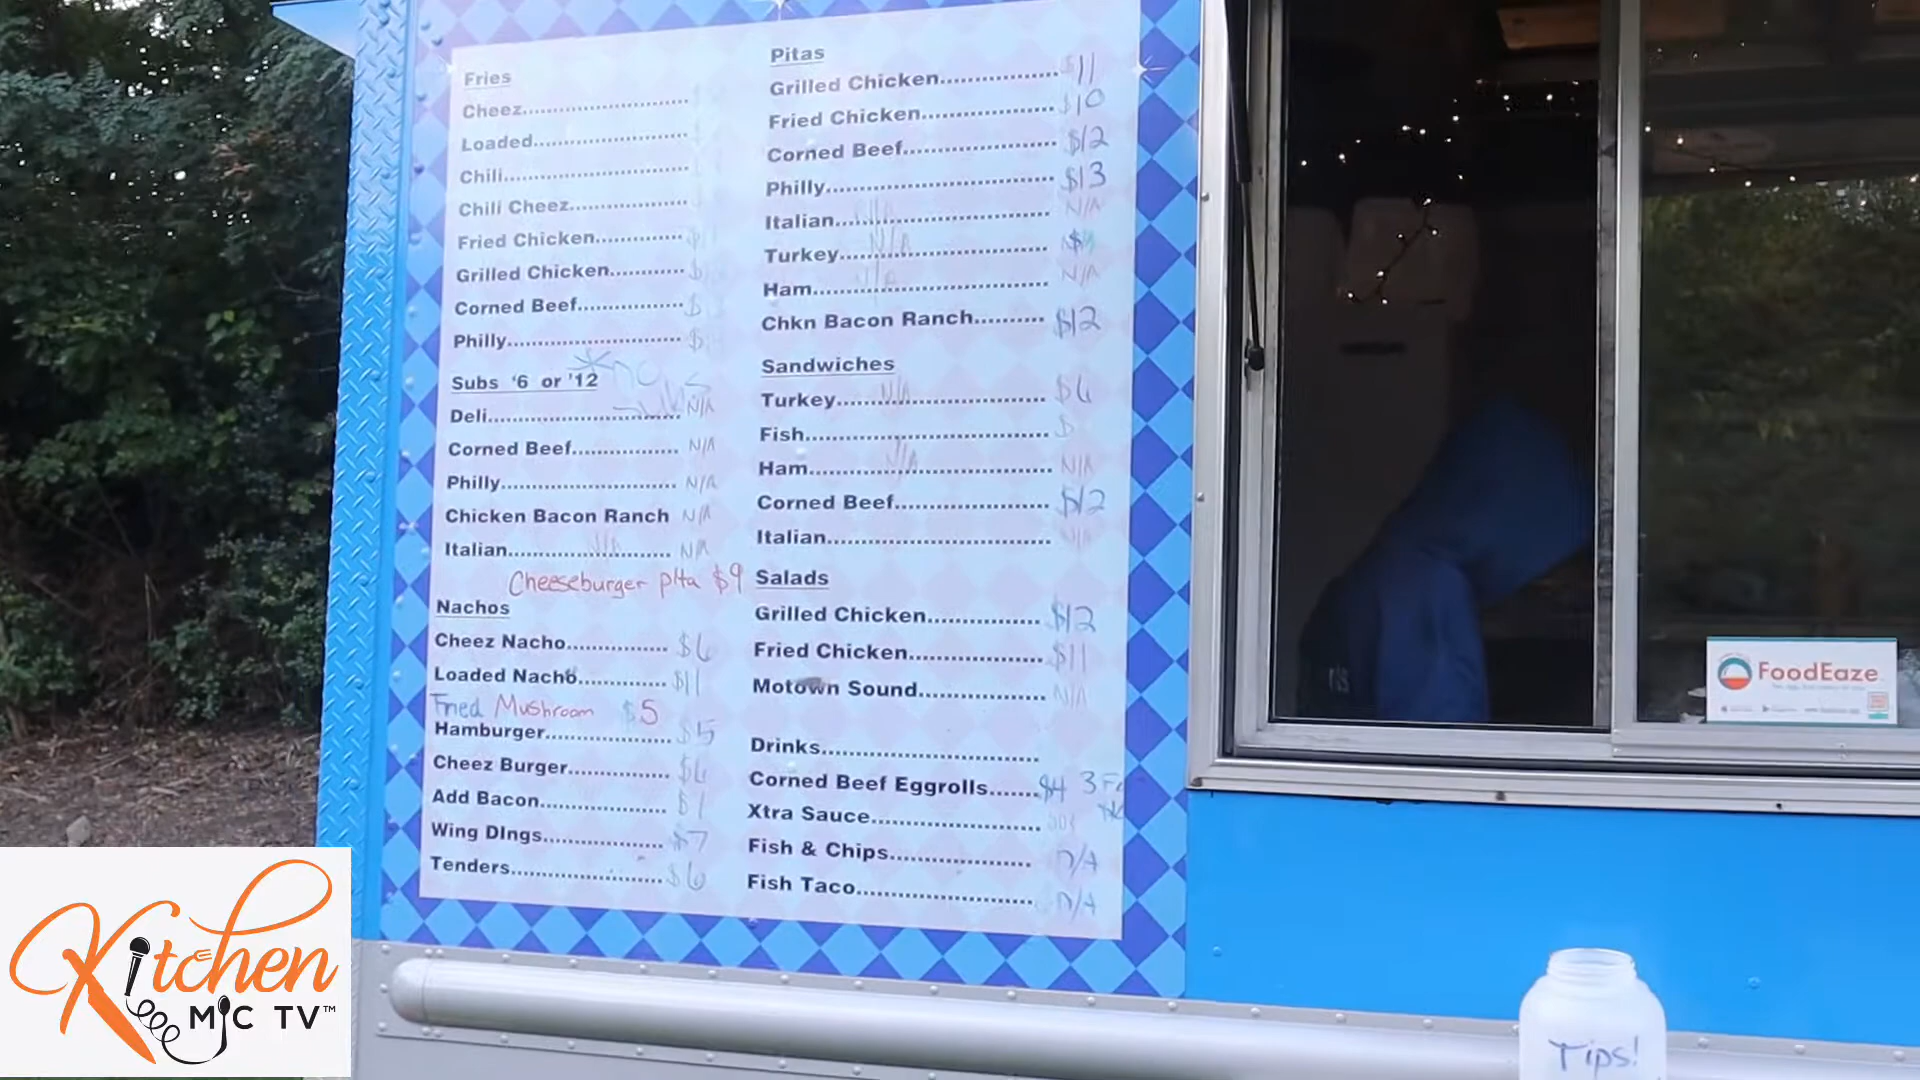 Fries
Cheez
Loaded
Chili
Chili Cheez
Fried Chicken
Grilled Chicken
Corned Beef
Philly
Subs '6 or '12 *no subs
Deli N/A
Corned Beef N/A
Philly N/A
Chicken Bacon Ranch N/A
Italian N/A N/A
Cheeseburger pita $9
Nachos
Cheez Nacho $6
Loaded Nacho $11
Fried Mushroom $5
Hamburger $5
Cheez Burger $6
Add Bacon $1
Wing DIngs $7
Tenders $6
Pitas
Grilled Chicken $11
Fried Chicken $10
Corned Beef $12
Philly $13
Italian N/A N/A
Turkey N/A
Ham N/A N/A
Chkn Bacon Ranch $12
Sandwiches
Turkey N/A $6
Fish $
Ham N/A N/A
Corned Beef $12
Italian N/A
Salads
Grilled Chicken $12
Fried Chicken $11
Motown Sound N/A
Drinks
Corned Beef Eggrolls $4 3 F
Xtra Sauce
Fish & Chips n/A
Fish Taco n/A
FoodEaze
Tips!
Kitchen
MIC TV™